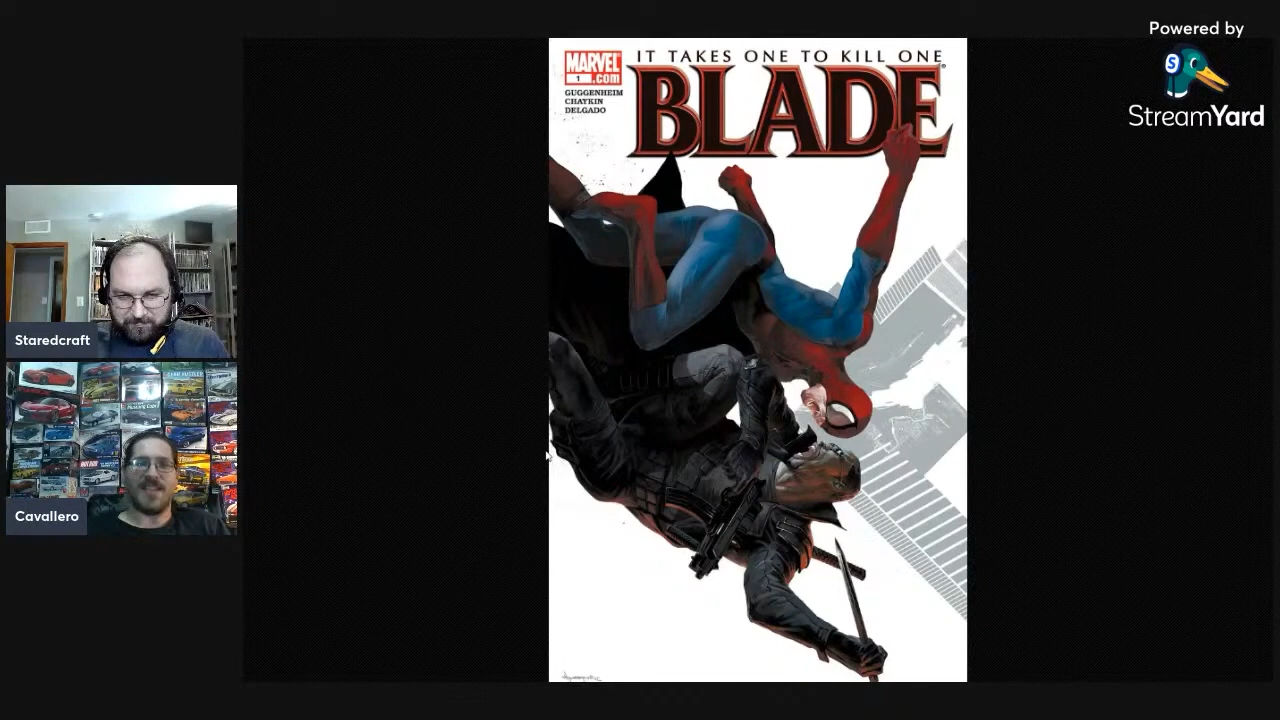 Powered by
StreamYard
S
IT TAKES ONE TO KILL ONE
MARVEL
1 .com
BLADE
GUGGENHEIM
CHAYKIN
DELGADO
Staredcraft
Cavallero